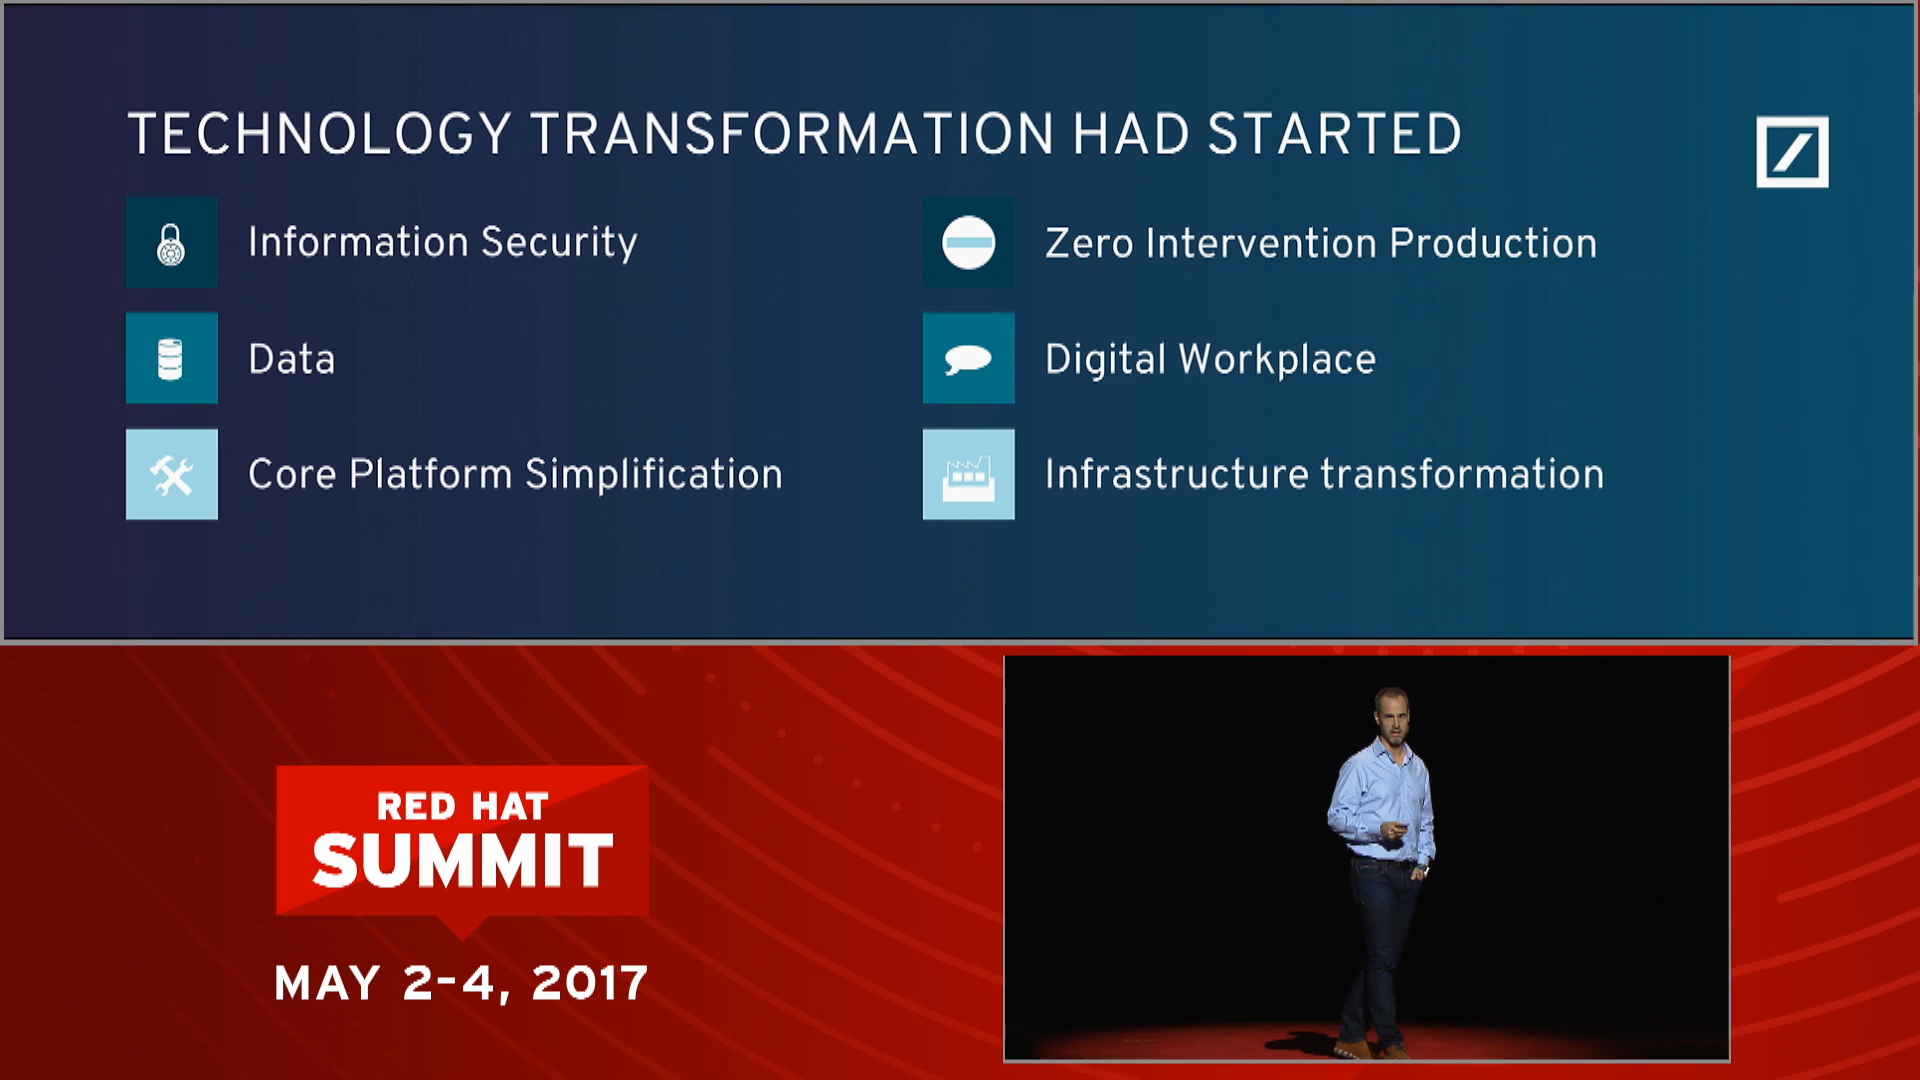 TECHNOLOGY TRANSFORMATION HAD STARTED
Information Security
Data
Core Platform Simplification
Zero Intervention Production
Digital Workplace
Infrastructure transformation
RED HAT
SUMMIT
MAY 2-4, 2017